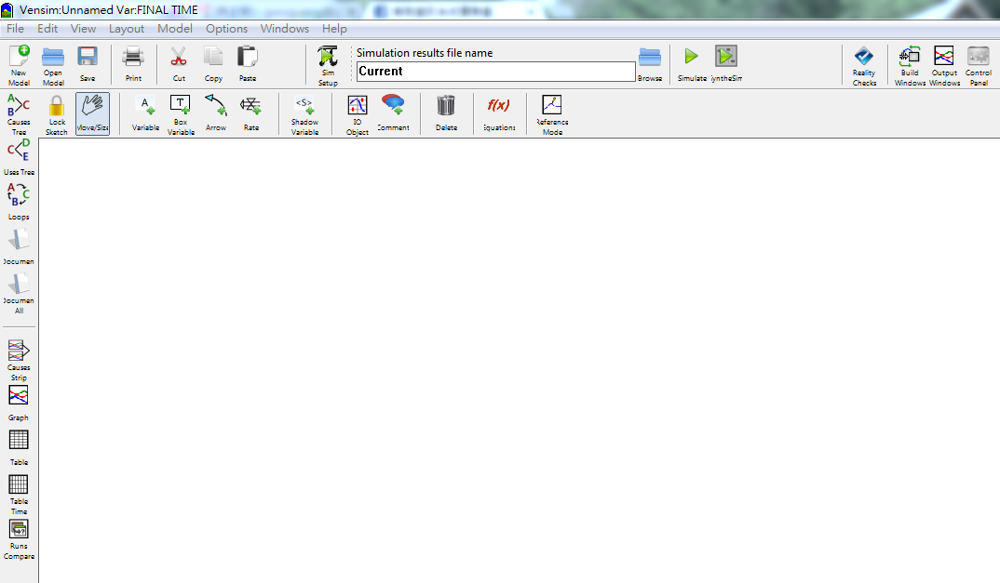 Vensim:Unnamed Var:FINAL TIME
File Edit View Layout Model Options Windows Help
New Model
Open Model
Save
Print
Cut
Copy
Paste
Sim Setup
Simulation results file name
Current
Browse
Simulate
yntheSim
Reality Checks
Build Windows
Output Windows
Control Panel
A
B
C
Causes Tree
Lock Sketch
Move/Size
A
Variable
T
Box Variable
Arrow
Rate
<S>
Shadow Variable
IO Object
Comment
Delete
f(x)
Equations
Reference Mode
C
D
E
Uses Tree
A
B
C
Loops
Documen
Documen All
Causes Strip
Graph
Table
Table Time
Runs Compare